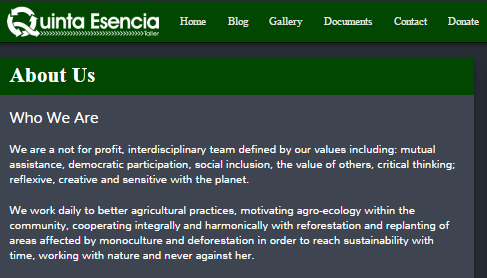 Quinta Esencia
Taller
Home Blog Gallery Documents Contact Donate
About Us
Who We Are
We are a not for profit, interdisciplinary team defined by our values including: mutual
assistance, democratic participation, social inclusion, the value of others, critical thinking;
reflexive, creative and sensitive with the planet.
We work daily to better agricultural practices, motivating agro-ecology within the
community, cooperating integrally and harmonically with reforestation and replanting of
areas affected by monoculture and deforestation in order to reach sustainability with
time, working with nature and never against her.